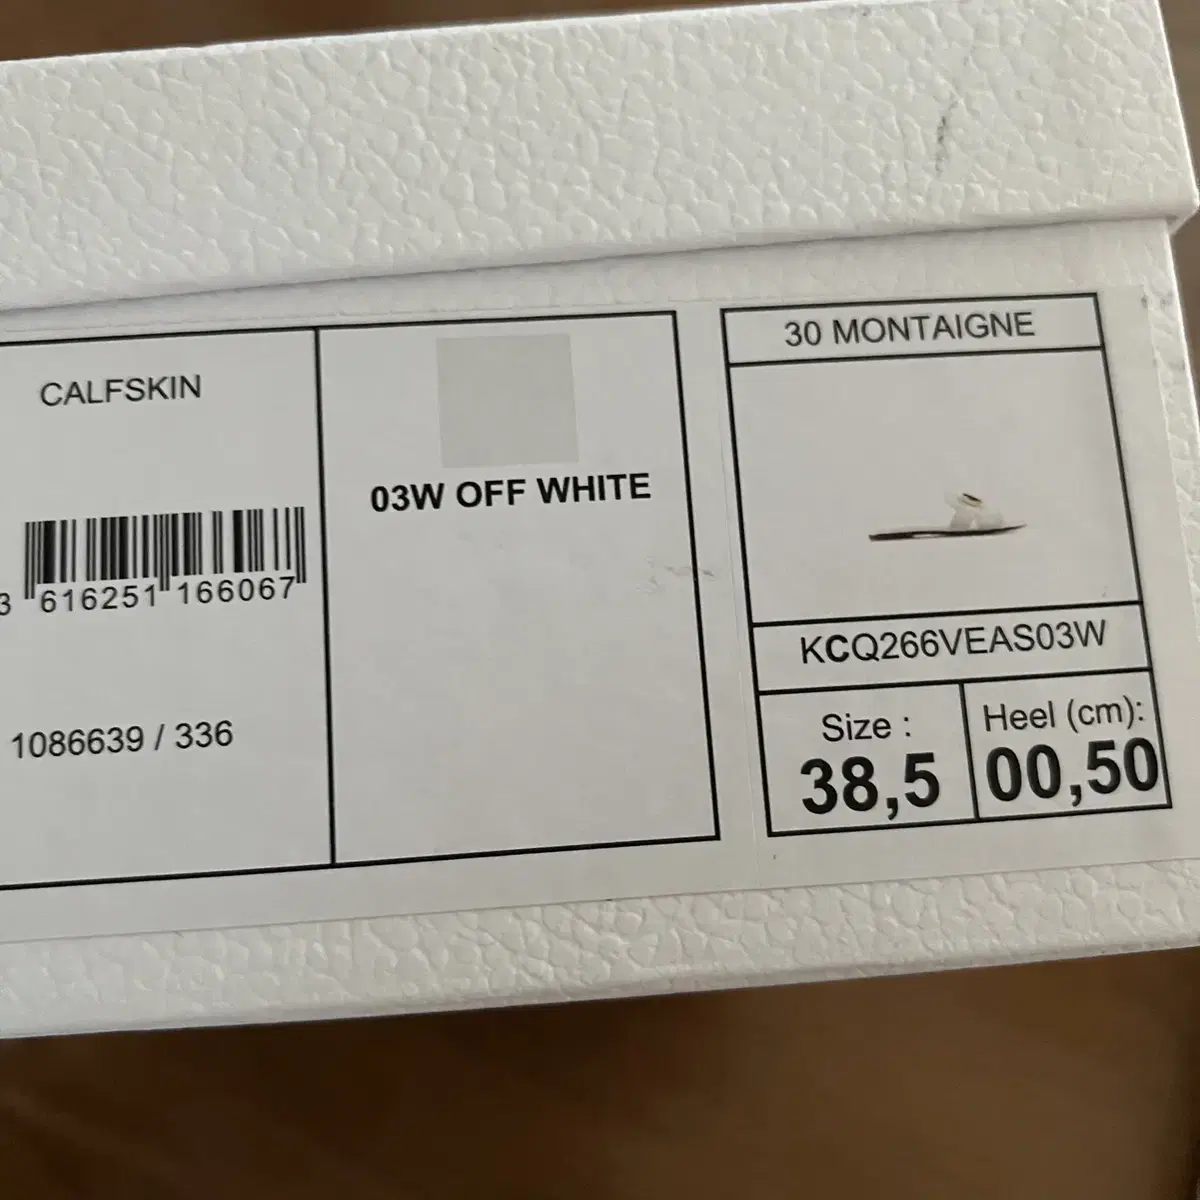 CALFSKIN
3 616251 166067
1086639 / 336
03W OFF WHITE
30 MONTAIGNE
KCQ266VEAS03W
Size :
38,5
Heel (cm):
00,50